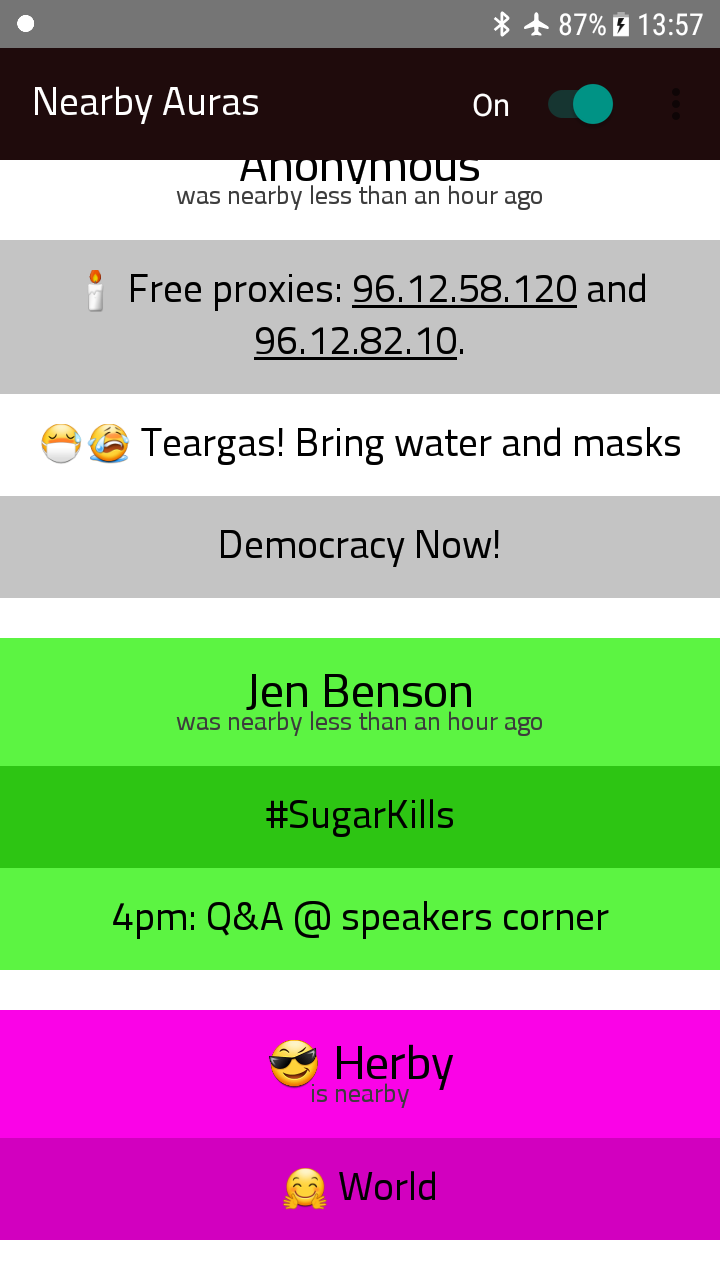 87% 13:57
Nearby Auras On
Anonymous
was nearby less than an hour ago
🕯 Free proxies: 96.12.58.120 and
96.12.82.10.
😷😭 Teargas! Bring water and masks
Democracy Now!
Jen Benson
was nearby less than an hour ago
#SugarKills
4pm: Q&A @ speakers corner
😎 Herby
is nearby
🤗 World